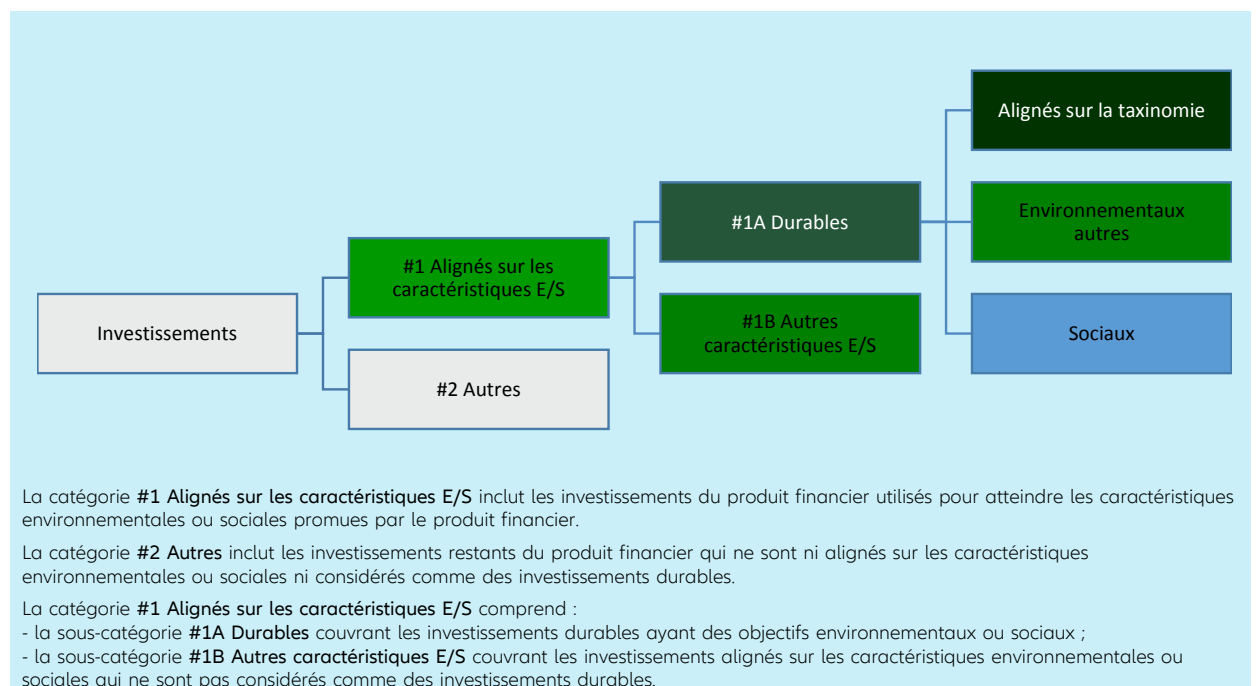 Alignés sur la taxinomie
#1A Durables
Environnementaux
autres
#1 Alignés sur les
caractéristiques E/S
Investissements
#1B Autres
caractéristiques E/S
Sociaux
#2 Autres
La catégorie #1 Alignés sur les caractéristiques E/S inclut les investissements du produit financier utilisés pour atteindre les caractéristiques
environnementales ou sociales promues par le produit financier.
La catégorie #2 Autres inclut les investissements restants du produit financier qui ne sont ni alignés sur les caractéristiques
environnementales ou sociales ni considérés comme des investissements durables.
La catégorie #1 Alignés sur les caractéristiques E/S comprend :
- la sous-catégorie #1A Durables couvrant les investissements durables ayant des objectifs environnementaux ou sociaux ;
- la sous-catégorie #1B Autres caractéristiques E/S couvrant les investissements alignés sur les caractéristiques environnementales ou
sociales qui ne sont pas considérés comme des investissements durables.